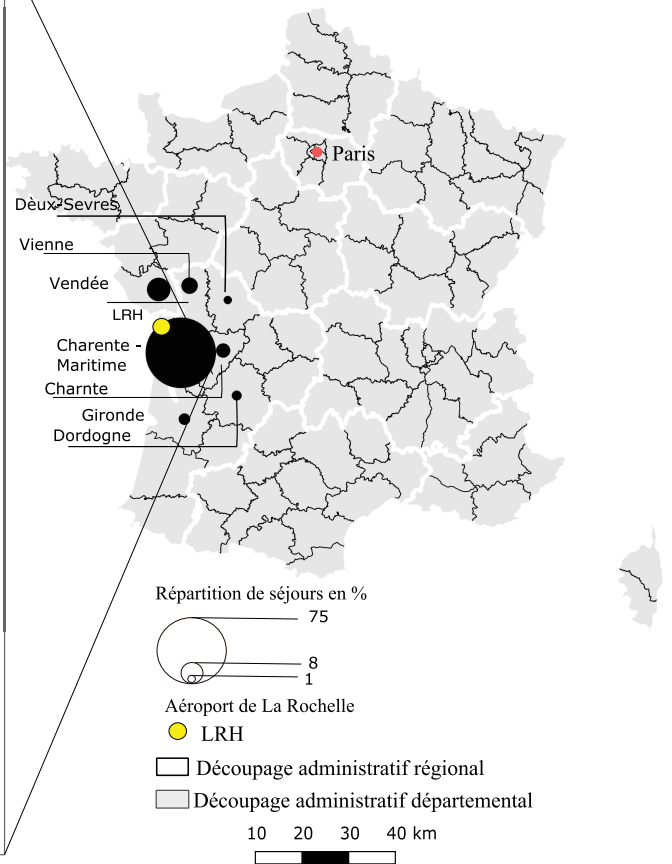 Paris
Dèux-Sevres
Vienne
Vendée
LRH
Charente -
Maritime
Charnte
Gironde
Dordogne
Répartition de séjours en %
75
8
1
Aéroport de La Rochelle
LRH
Découpage administratif régional
Découpage administratif départemental
10 20 30 40 km